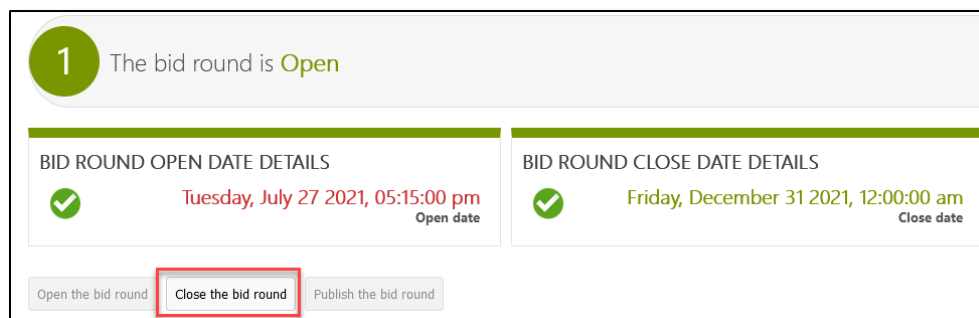 1 The bid round is Open
BID ROUND OPEN DATE DETAILS
Tuesday, July 27 2021, 05:15:00 pm
Open date
BID ROUND CLOSE DATE DETAILS
Friday, December 31 2021, 12:00:00 am
Close date
Open the bid round Close the bid round Publish the bid round